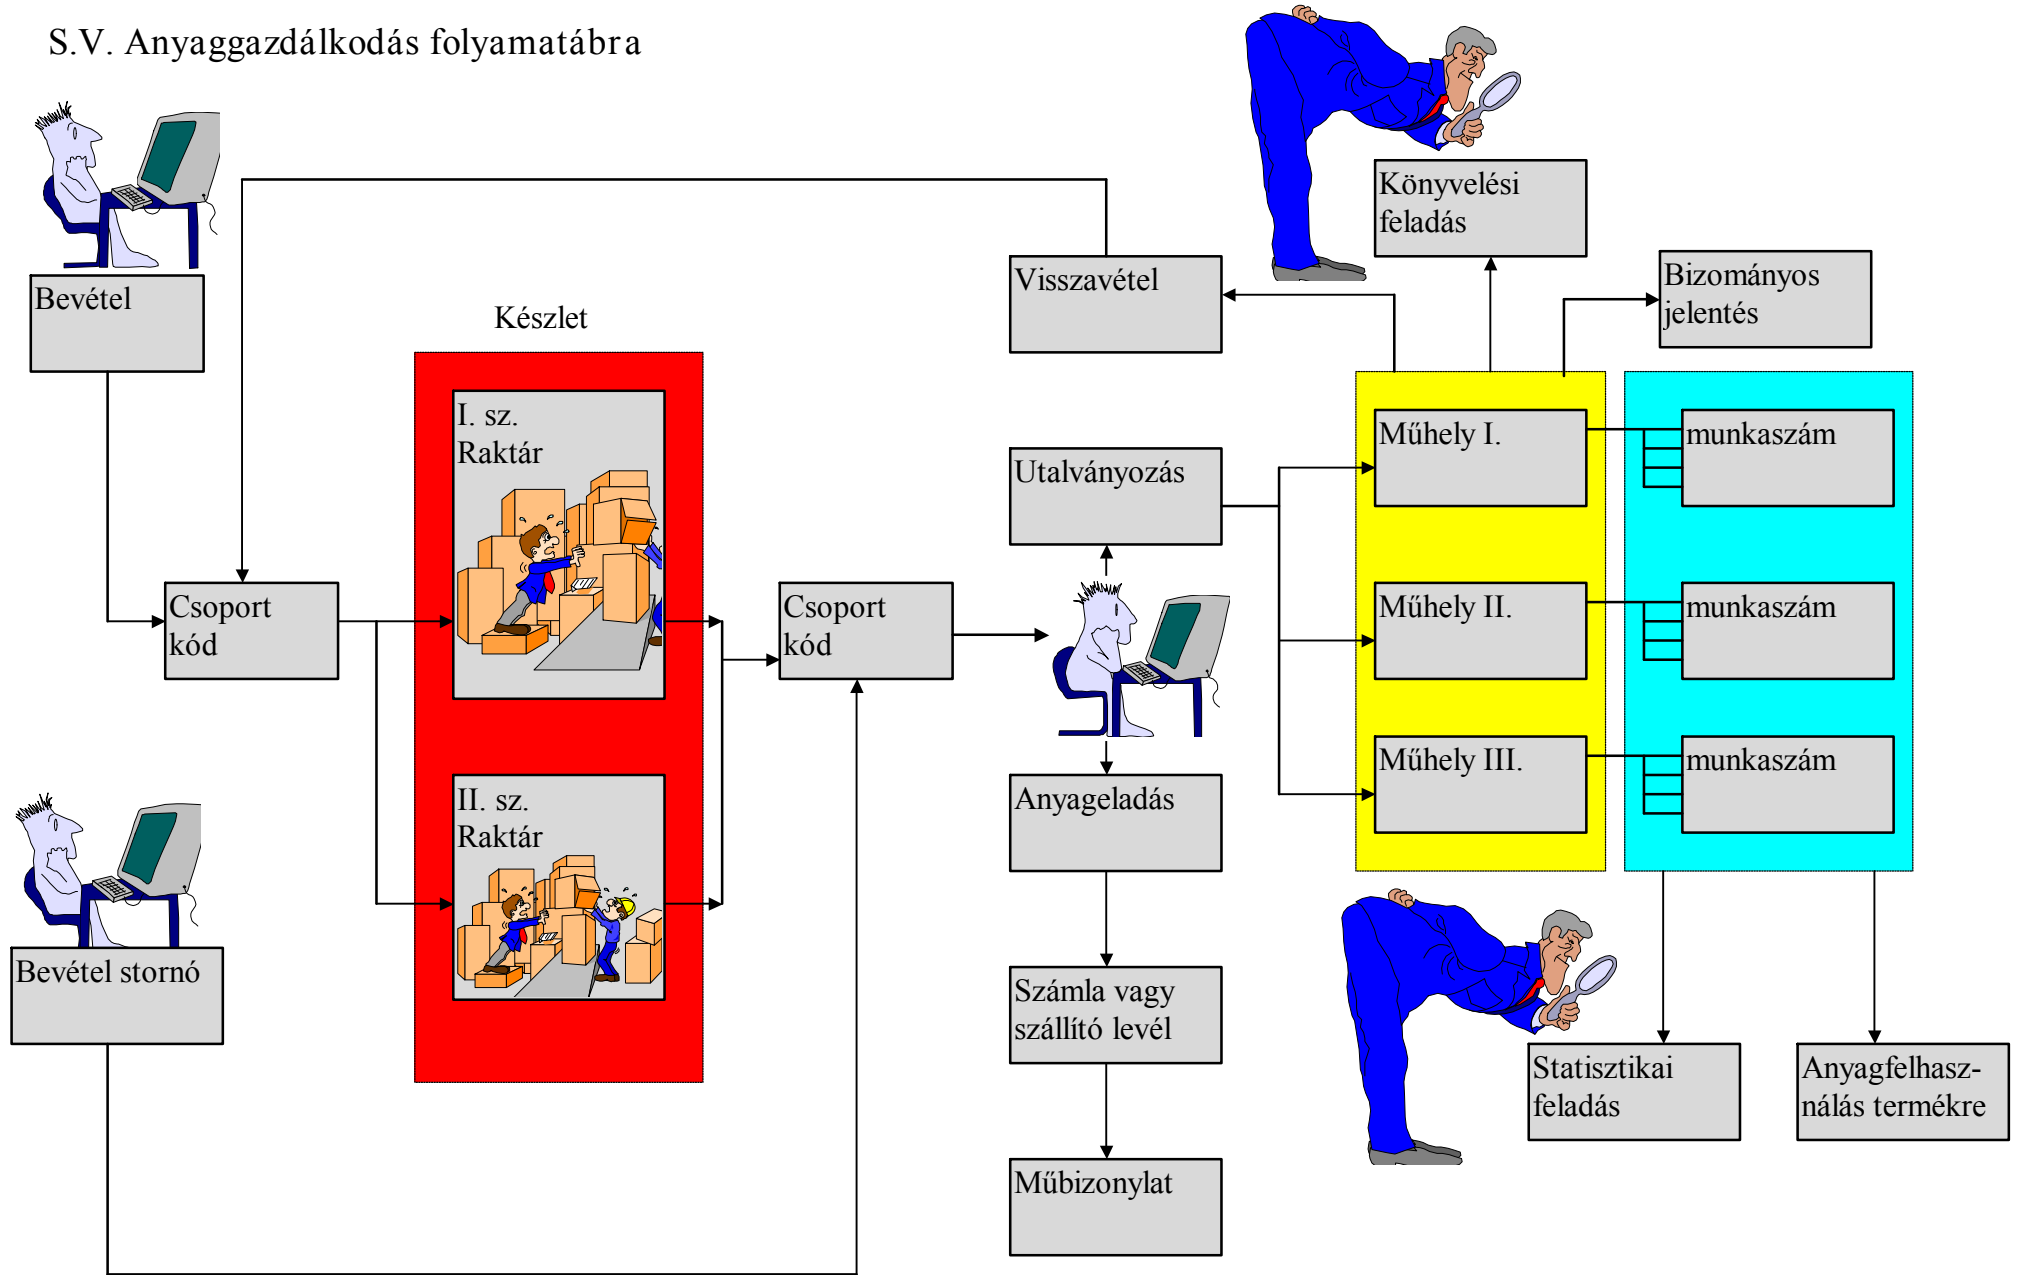 S.V. Anyaggazdálkodás folyamatábra
Könyvelési
feladás
Visszavétel
Bizományos
jelentés
Bevétel
Készlet
I. sz.
Raktár
Műhely I.
munkaszám
Utalványozás
Csoport
kód
Csoport
kód
Műhely II.
munkaszám
Műhely III.
munkaszám
II. sz.
Raktár
Anyageladás
Bevétel stornó
Számla vagy
szállító levél
Statisztikai
feladás
Anyagfelhasz-
nálás termékre
Műbizonylat